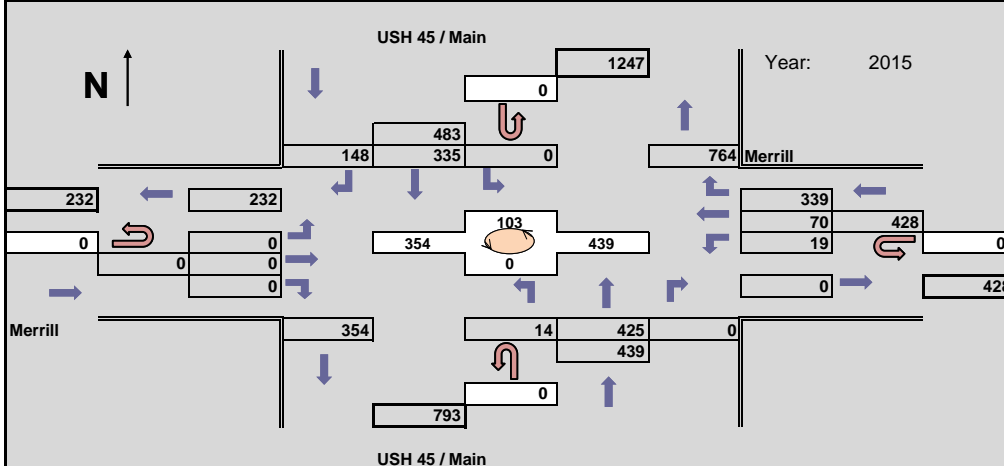 USH 45 / Main
1247
Year: 2015
N
0
483
148 335 0 764 Merrill
232 232 339
103
70 428
0 0 354 439 19 0
0 0 0
0 0 428
Merrill 354 14 425 0
439
0
793
USH 45 / Main